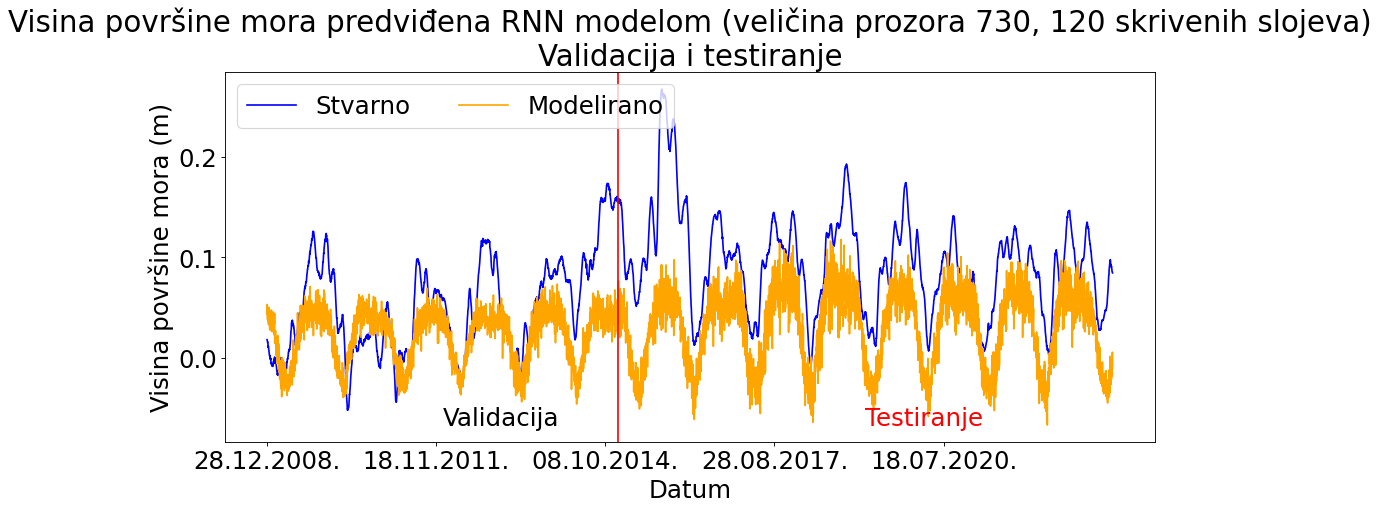 Visina površine mora predviđena RNN modelom (veličina prozora 730, 120 skrivenih slojeva)
Validacija i testiranje
Stvarno
Modelirano
Visina površine mora (m)
0.2
0.1
0.0
Validacija
Testiranje
28.12.2008.
18.11.2011.
08.10.2014.
28.08.2017.
18.07.2020.
Datum